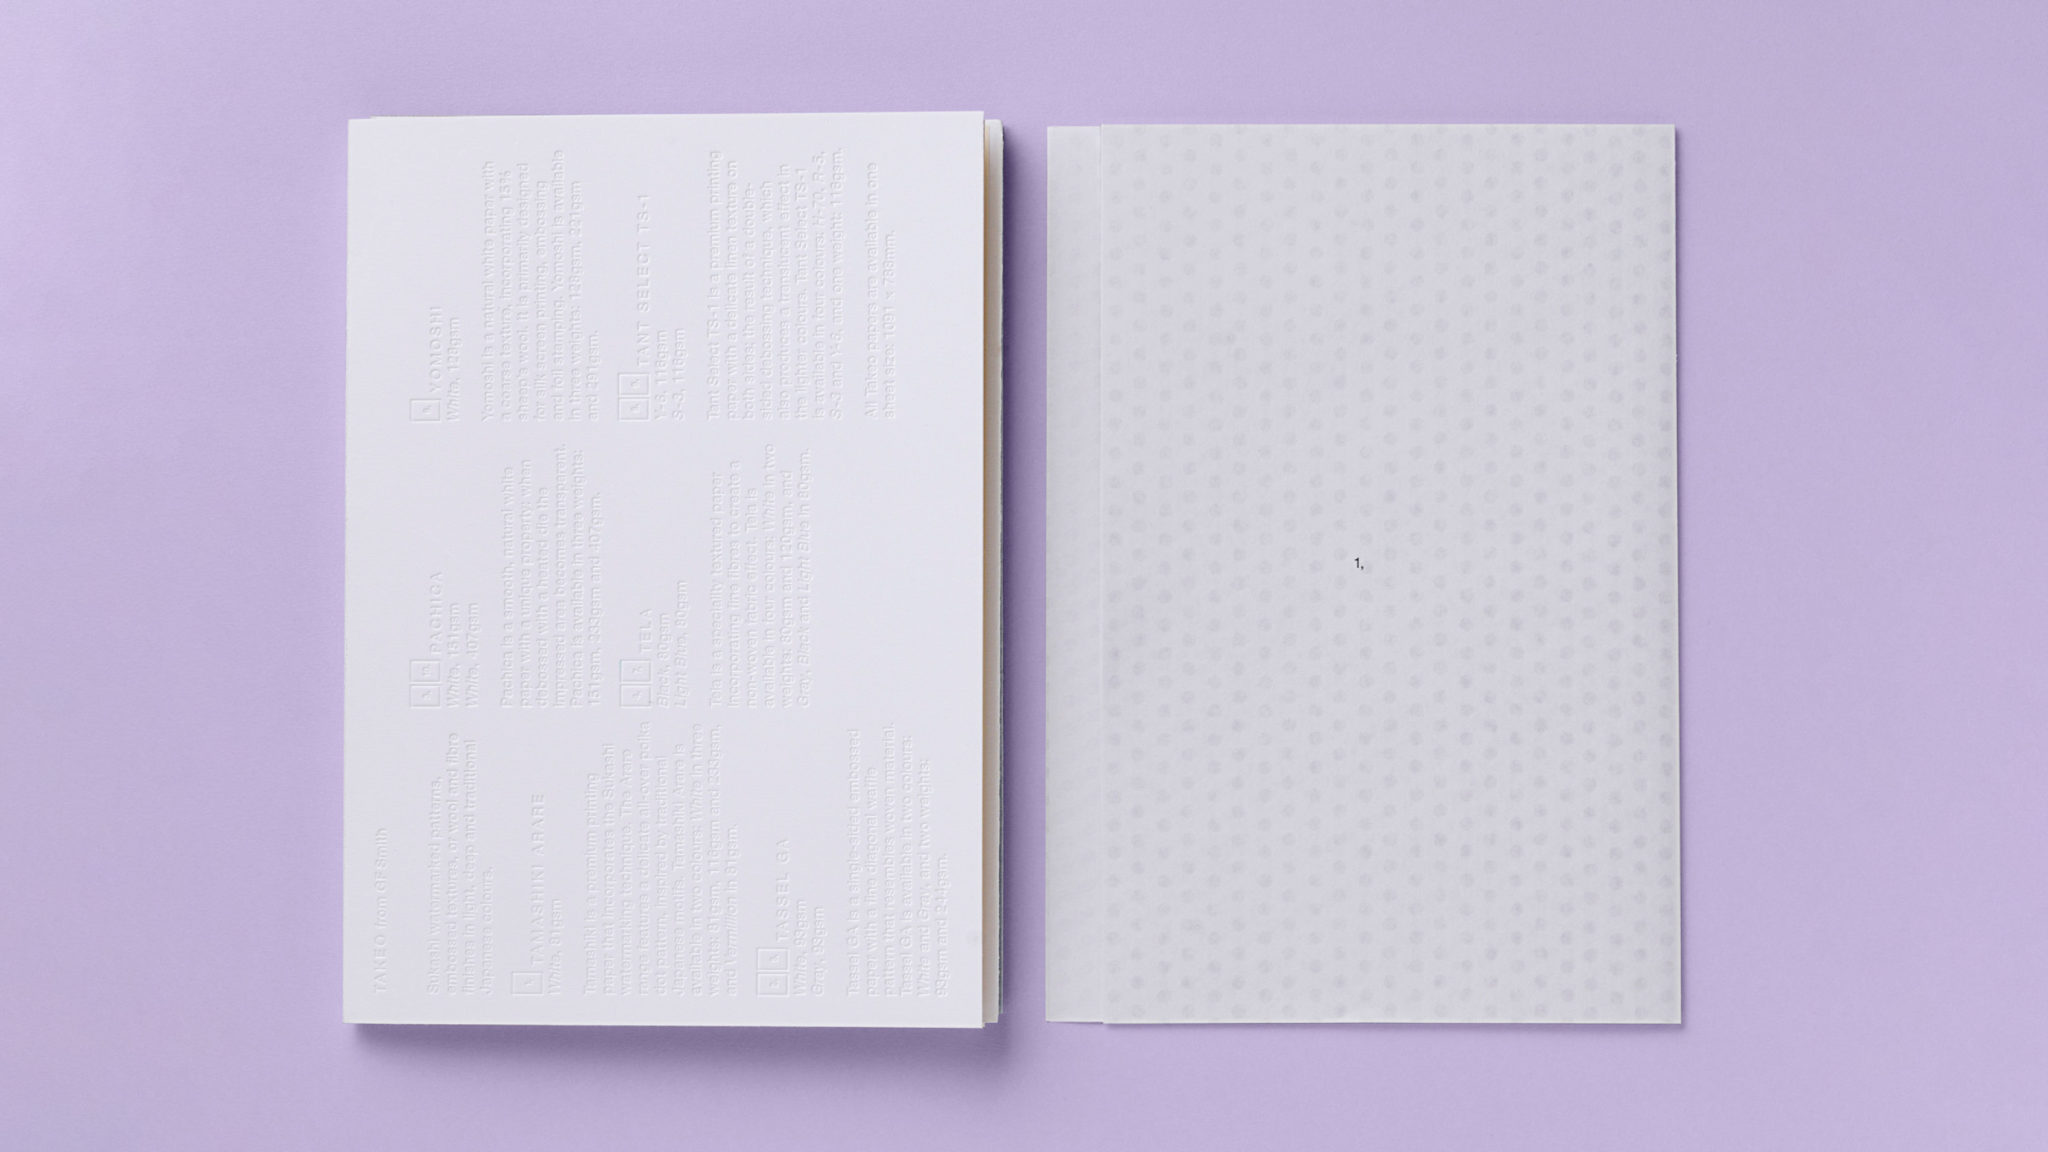 TAKEO from GF Smith
Sukashi watermarked patterns,
embossed textures, or wool and fibre
finishes in light, deep and traditional
Japanese colors.
TAMASHIKI ARARE
White, 81gsm
Tamashiki is a premium printing
paper that incorporates the Sukashi
watermarking technique. The Arare
range features a delicate all-over polka
dot pattern, inspired by traditional
Japanese motifs. Tamashiki Arare is
available in two colours: White in three
weights: 81gsm, 116gsm and 233gsm,
and Vermilion in 81gsm.
TASSEL GA
White, 93gsm
Gray, 93gsm
Tassel GA is a single-sided embossed
paper with a fine diagonal waffle
pattern that resembles woven material.
Tassel GA is available in two colours:
White and Gray, and two weights:
93gsm and 244gsm.
PACHICA
White, 151gsm
White, 407gsm
Pachica is a smooth, natural white
paper with a unique property; when
debossed with a heated die the
impressed area becomes transparent.
Pachica is available in three weights:
151gsm, 233gsm and 407gsm.
TELA
Black, 80gsm
Light Blue, 80gsm
Tela is a speciality textured paper
incorporating fine fibres to create a
non-woven fabric effect. Tela is
available in four colours: White in two
weights: 80gsm and 120gsm, and
Gray, Black and Light Blue in 80gsm.
YOMOSHI
White, 128gsm
Yomoshi is a natural white paper with
a coarse texture, incorporating 15%
sheep's wool. It is primarily designed
for silk screen printing, embossing
and foil stamping. Yomoshi is available
in three weights: 128gsm, 221gsm
and 291gsm.
TANT SELECT TS-1
Y-8, 116gsm
S-3, 116gsm
Tant Select TS-1 is a premium printing
paper with a delicate linen texture on
both sides; the result of a double-
sided debossing technique, which
also produces a translucent effect in
the lighter colours. Tant Select TS-1
is available in four colours: H-70, R-3,
S-3 and Y-8, and one weight: 116gsm.
All Takeo papers are available in one
sheet size: 1091 × 788mm.
1,